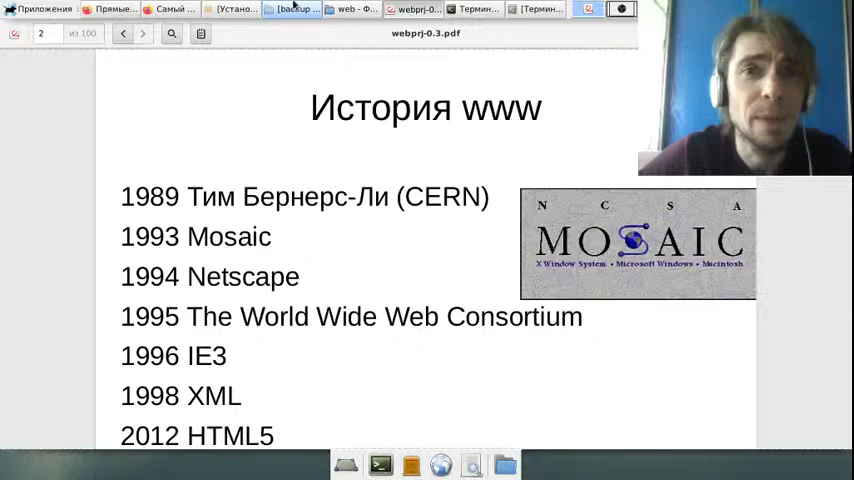 Приложения Прямые... Самый ... [Устано... [backup ... web - Ф... webprj-0... Термин... [Термин...
2 из 100 webprj-0.3.pdf
История www
1989 Тим Бернерс-Ли (CERN)
1993 Mosaic
1994 Netscape
1995 The World Wide Web Consortium
1996 IE3
1998 XML
2012 HTML5
N C S A
MOSAIC
X Window System • Microsoft Windows • Macintosh